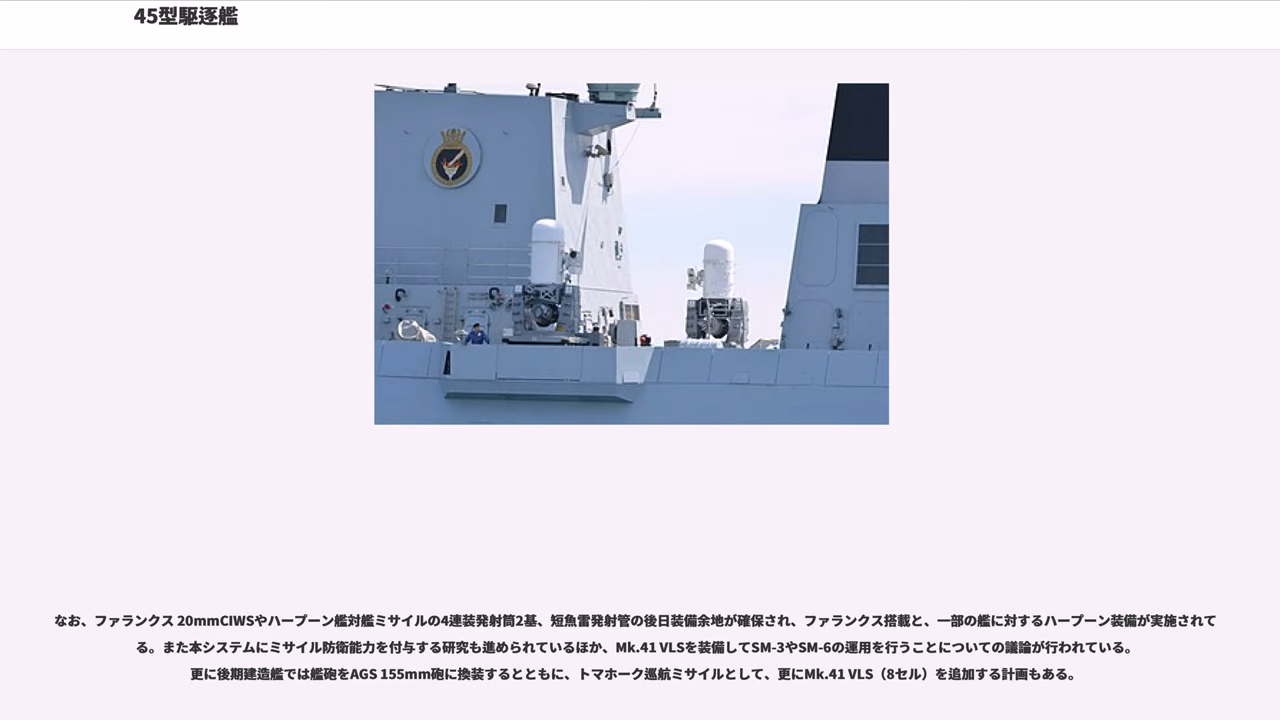 45型駆逐艦
なお、ファランクス 20mmCIWSやハープーン艦対艦ミサイルの4連装発射筒2基、短魚雷発射管の後日装備余地が確保され、ファランクス搭載と、一部の艦に対するハープーン装備が実施されて
る。また本システムにミサイル防衛能力を付与する研究も進められているほか、Mk.41 VLSを装備してSM-3やSM-6の運用を行うことについての議論が行われている。
更に後期建造艦では艦砲をAGS 155mm砲に換装するとともに、トマホーク巡航ミサイルとして、更にMk.41 VLS（8セル）を追加する計画もある。